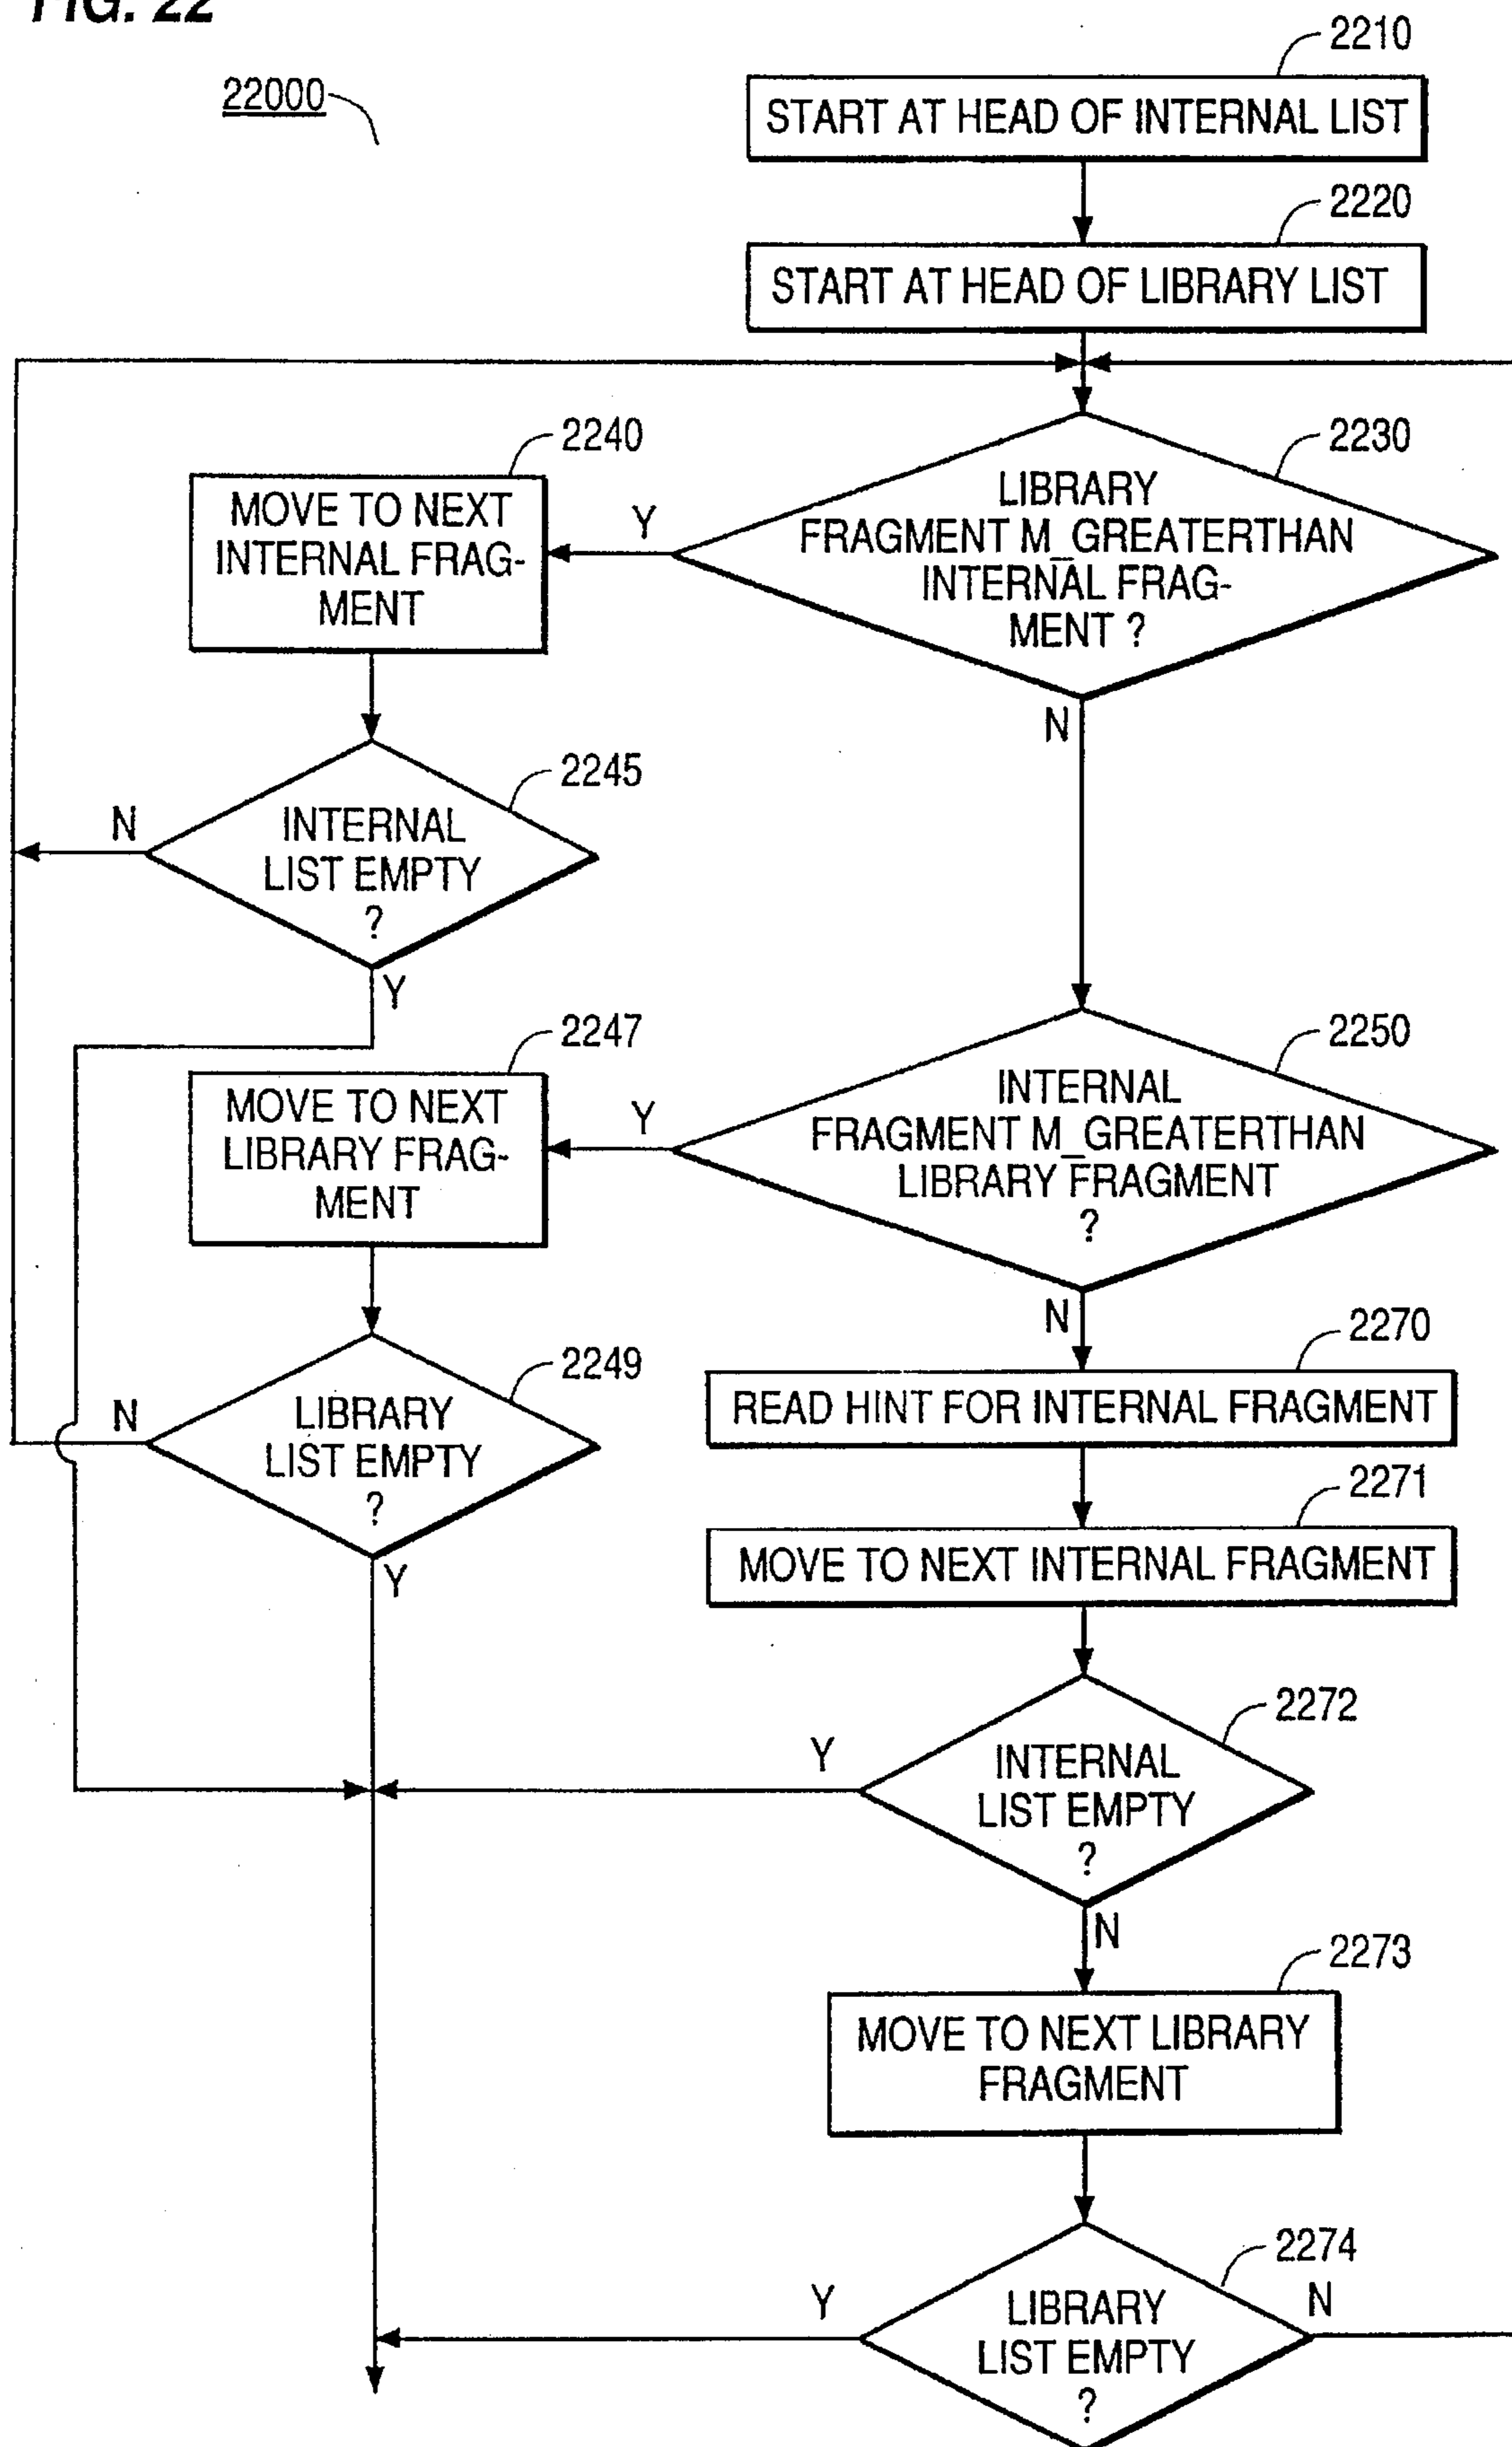 FIG. 22
22000
2210
START AT HEAD OF INTERNAL LIST
2220
START AT HEAD OF LIBRARY LIST
2240
MOVE TO NEXT
INTERNAL FRAG-
MENT
Y
2230
LIBRARY
FRAGMENT M_GREATERTHAN
INTERNAL FRAG-
MENT ?
N
2245
INTERNAL
LIST EMPTY
?
N
Y
2247
MOVE TO NEXT
LIBRARY FRAG-
MENT
Y
2250
INTERNAL
FRAGMENT M_GREATERTHAN
LIBRARY FRAGMENT
?
N
2249
LIBRARY
LIST EMPTY
?
N
Y
2270
READ HINT FOR INTERNAL FRAGMENT
2271
MOVE TO NEXT INTERNAL FRAGMENT
2272
INTERNAL
LIST EMPTY
?
Y
N
2273
MOVE TO NEXT LIBRARY
FRAGMENT
2274
LIBRARY
LIST EMPTY
?
Y
N